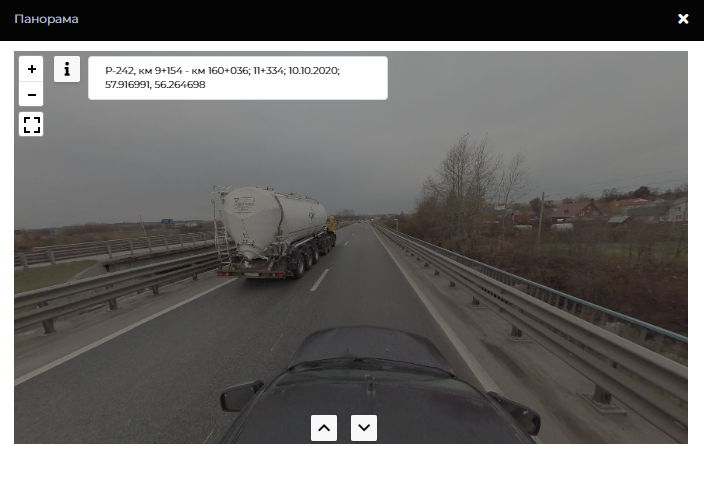 Панорама
Р-242, км 9+154 - км 160+036; 11+334; 10.10.2020;
57.916991, 56.264698